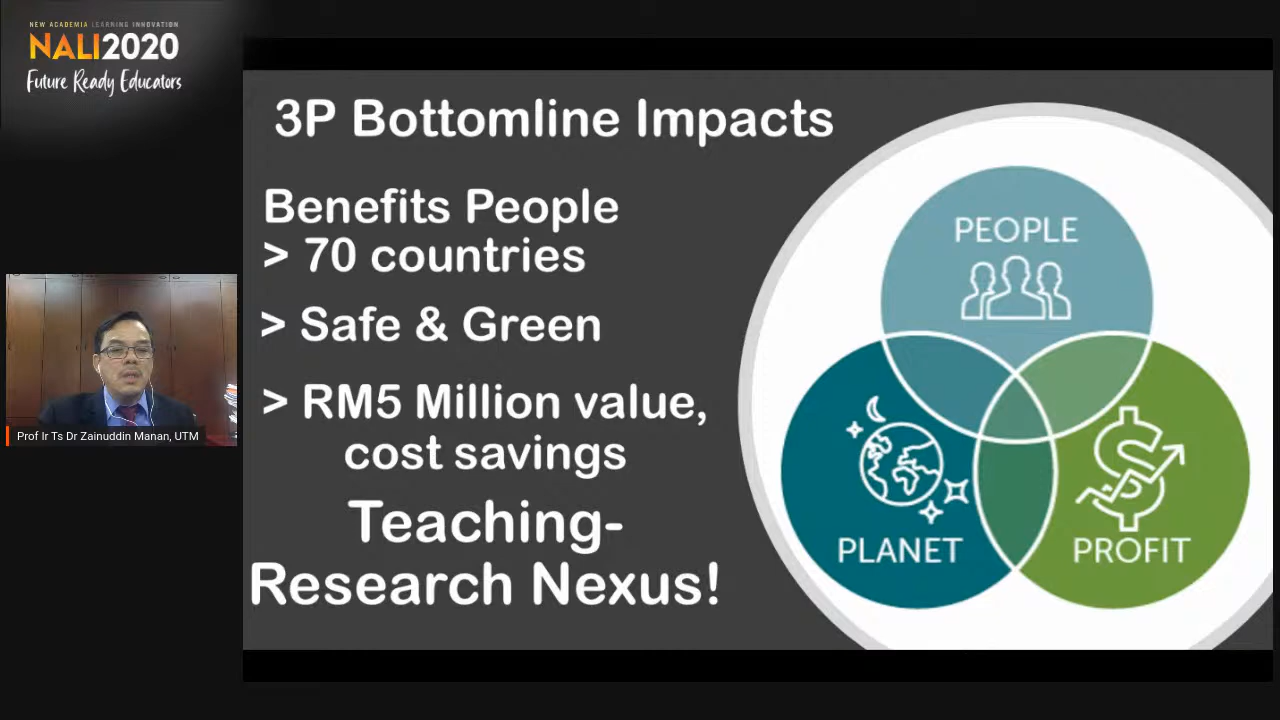 NEW ACADEMIA LEARNING INNOVATION
NALI2020
Future Ready Educators
3P Bottomline Impacts
Benefits People
> 70 countries
> Safe & Green
> RM5 Million value,
cost savings
Teaching-
Research Nexus!
PEOPLE
PLANET
PROFIT
Prof Ir Ts Dr Zainuddin Manan, UTM